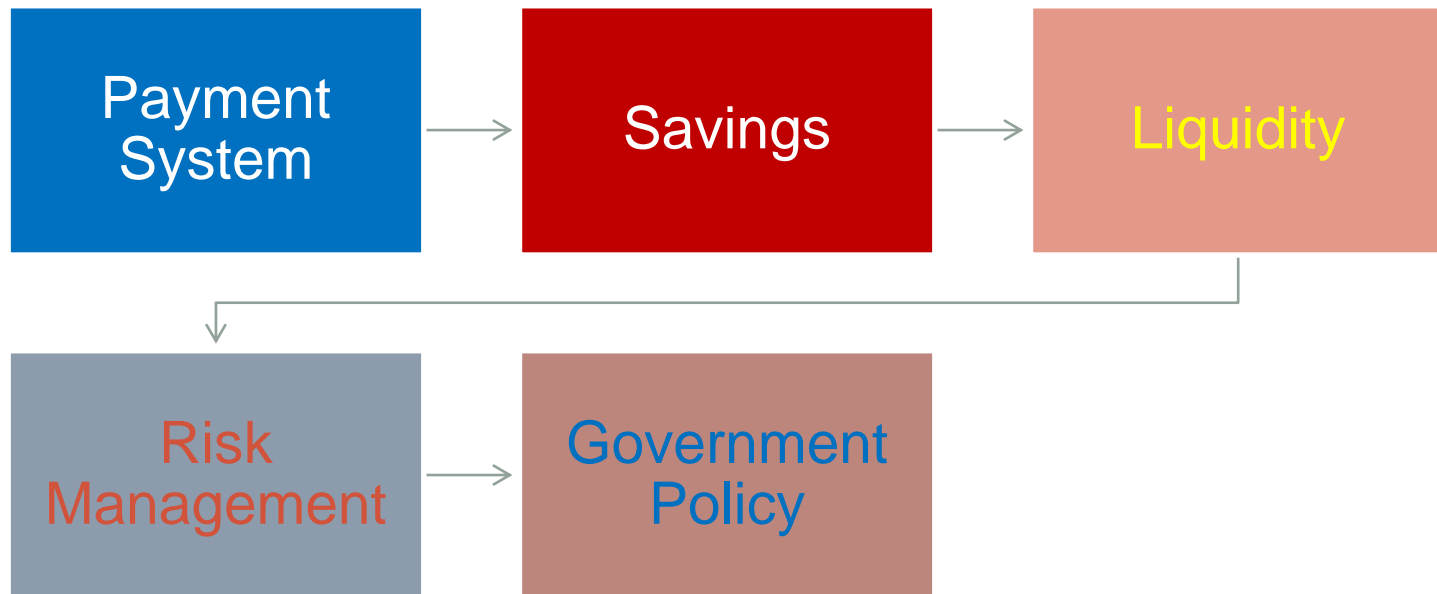 Payment
System
Savings
Liquidity
Risk
Management
Government
Policy